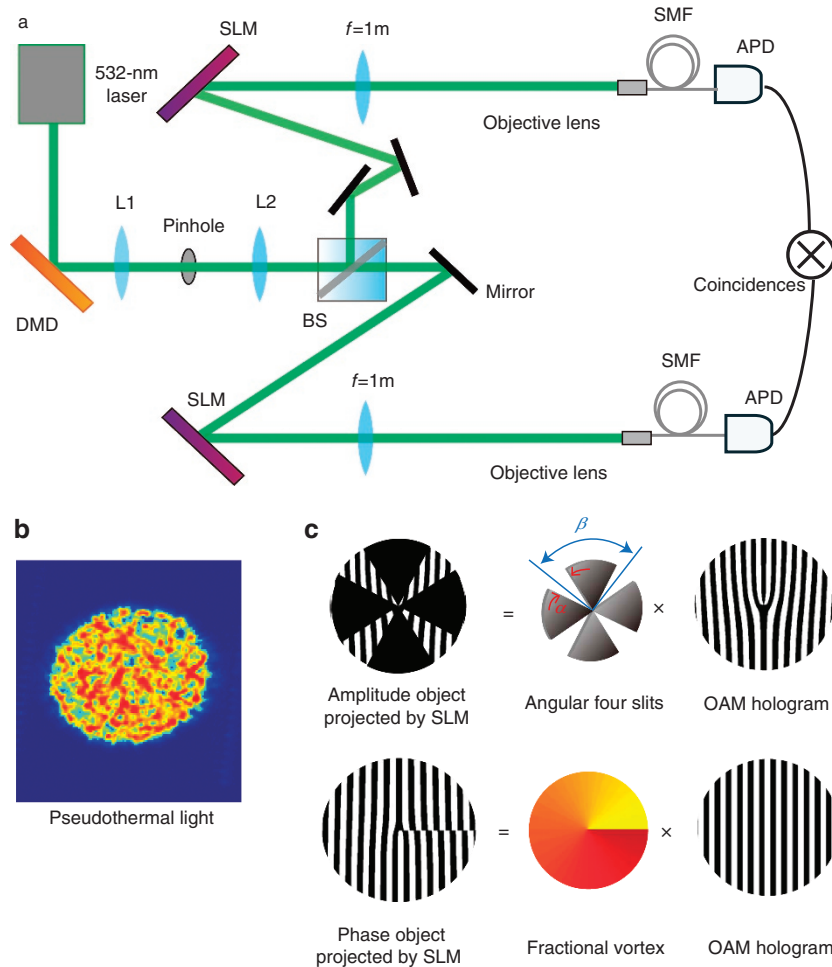 a
SLM
f=1m
SMF
APD
532-nm
laser
Objective lens
L1
Pinhole
L2
DMD
BS
Mirror
Coincidences
SLM
f=1m
SMF
APD
Objective lens
b
Pseudothermal light
c
β
α
=
×
Amplitude object
projected by SLM
Angular four slits
OAM hologram
=
×
Phase object
projected by SLM
Fractional vortex
OAM hologram